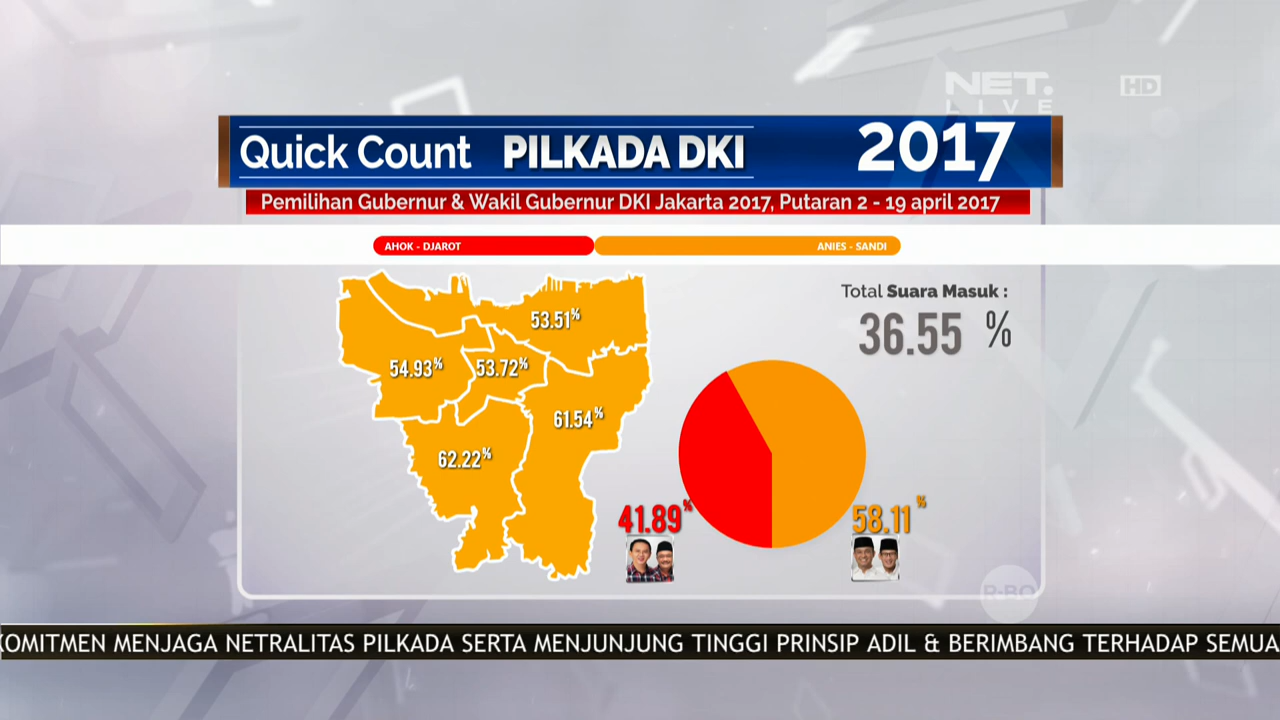 NET.
LIVE
HD
Quick Count PILKADA DKI 2017
Pemilihan Gubernur & Wakil Gubernur DKI Jakarta 2017, Putaran 2 - 19 april 2017
AHOK - DJAROT
ANIES - SANDI
Total Suara Masuk :
36.55 %
53.51%
54.93%
53.72%
61.54%
62.22%
41.89%
58.11 %
R-BO
KOMITMEN MENJAGA NETRALITAS PILKADA SERTA MENJUNJUNG TINGGI PRINSIP ADIL & BERIMBANG TERHADAP SEMUA